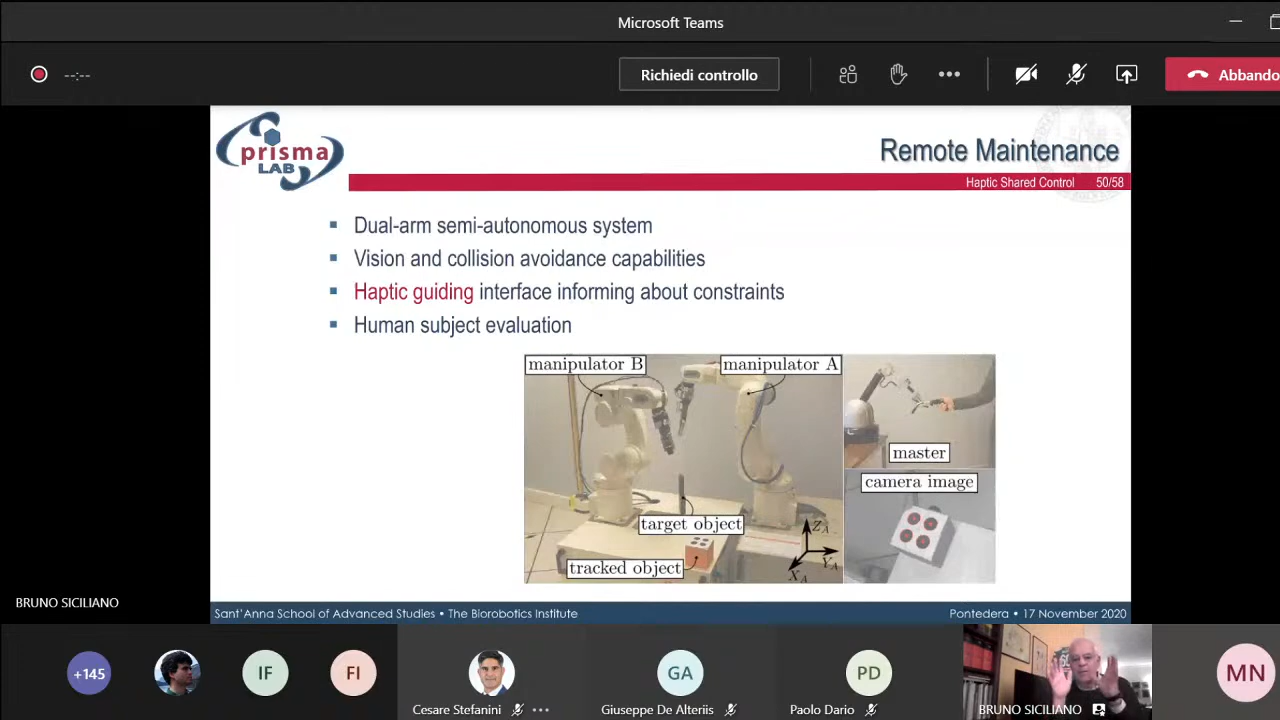 Microsoft Teams
--:--
Richiedi controllo
Abbando
prisma
LAB
Remote Maintenance
Haptic Shared Control 50/58
Dual-arm semi-autonomous system
Vision and collision avoidance capabilities
Haptic guiding interface informing about constraints
Human subject evaluation
manipulator B
manipulator A
master
camera image
target object
tracked object
Z_A
Y_A
X_A
BRUNO SICILIANO
Sant'Anna School of Advanced Studies • The Biorobotics Institute
Pontedera • 17 November 2020
+145
IF
FI
Cesare Stefanini
GA
Giuseppe De Alteriis
PD
Paolo Dario
BRUNO SICILIANO
MN